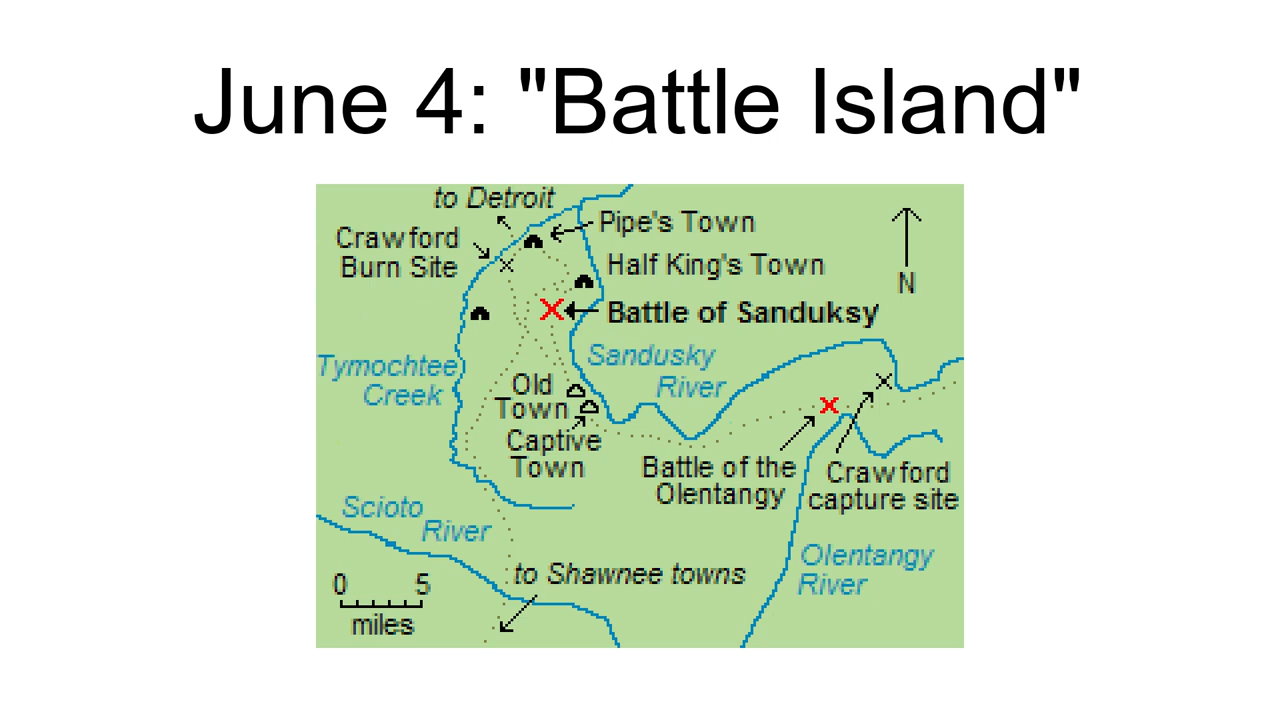 June 4: "Battle Island"
to Detroit
Pipe's Town
Crawford
Burn Site
Half King's Town
N
Battle of Sanduksy
Tymochtee
Creek
Sandusky
River
Old
Town
Captive
Town
Battle of the
Olentangy
Crawford
capture site
Scioto
River
Olentangy
River
to Shawnee towns
0 5
miles